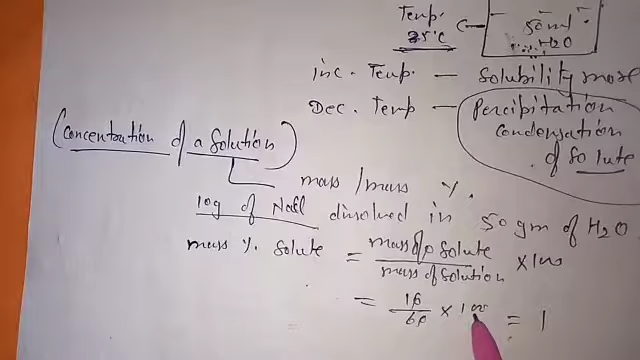 Temp.
25°C
50ml
H2O
inc. Temp. — Solubility more
Dec. Temp — Percipitation
condensation
of Solute
(Concentration of a Solution)
mass / mass %.
10g of NaCl dissolved in 50 gm of H2O
mass % solute = mass of solute / mass of solution × 100
= 10 / 60 × 100 = 1